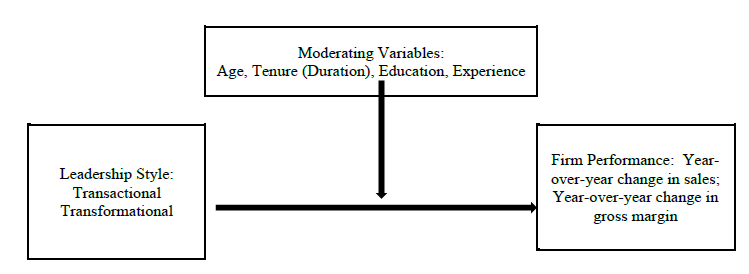 Moderating Variables:
Age, Tenure (Duration), Education, Experience
Leadership Style:
Transactional
Transformational
Firm Performance: Year-
over-year change in sales;
Year-over-year change in
gross margin